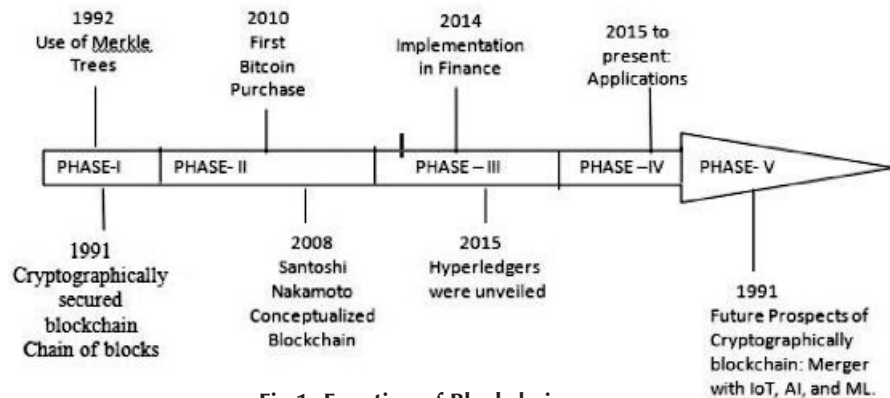 1992
Use of Merkle
Trees
2010
First
Bitcoin
Purchase
2014
Implementation
in Finance
2015 to
present:
Applications
PHASE-I
PHASE- II
PHASE – III
PHASE –IV
PHASE- V
1991
Cryptographically
secured
blockchain
Chain of blocks
2008
Santoshi
Nakamoto
Conceptualized
Blockchain
2015
Hyperledgers
were unveiled
1991
Future Prospects of
Cryptographically
blockchain: Merger
with IoT, AI, and ML.